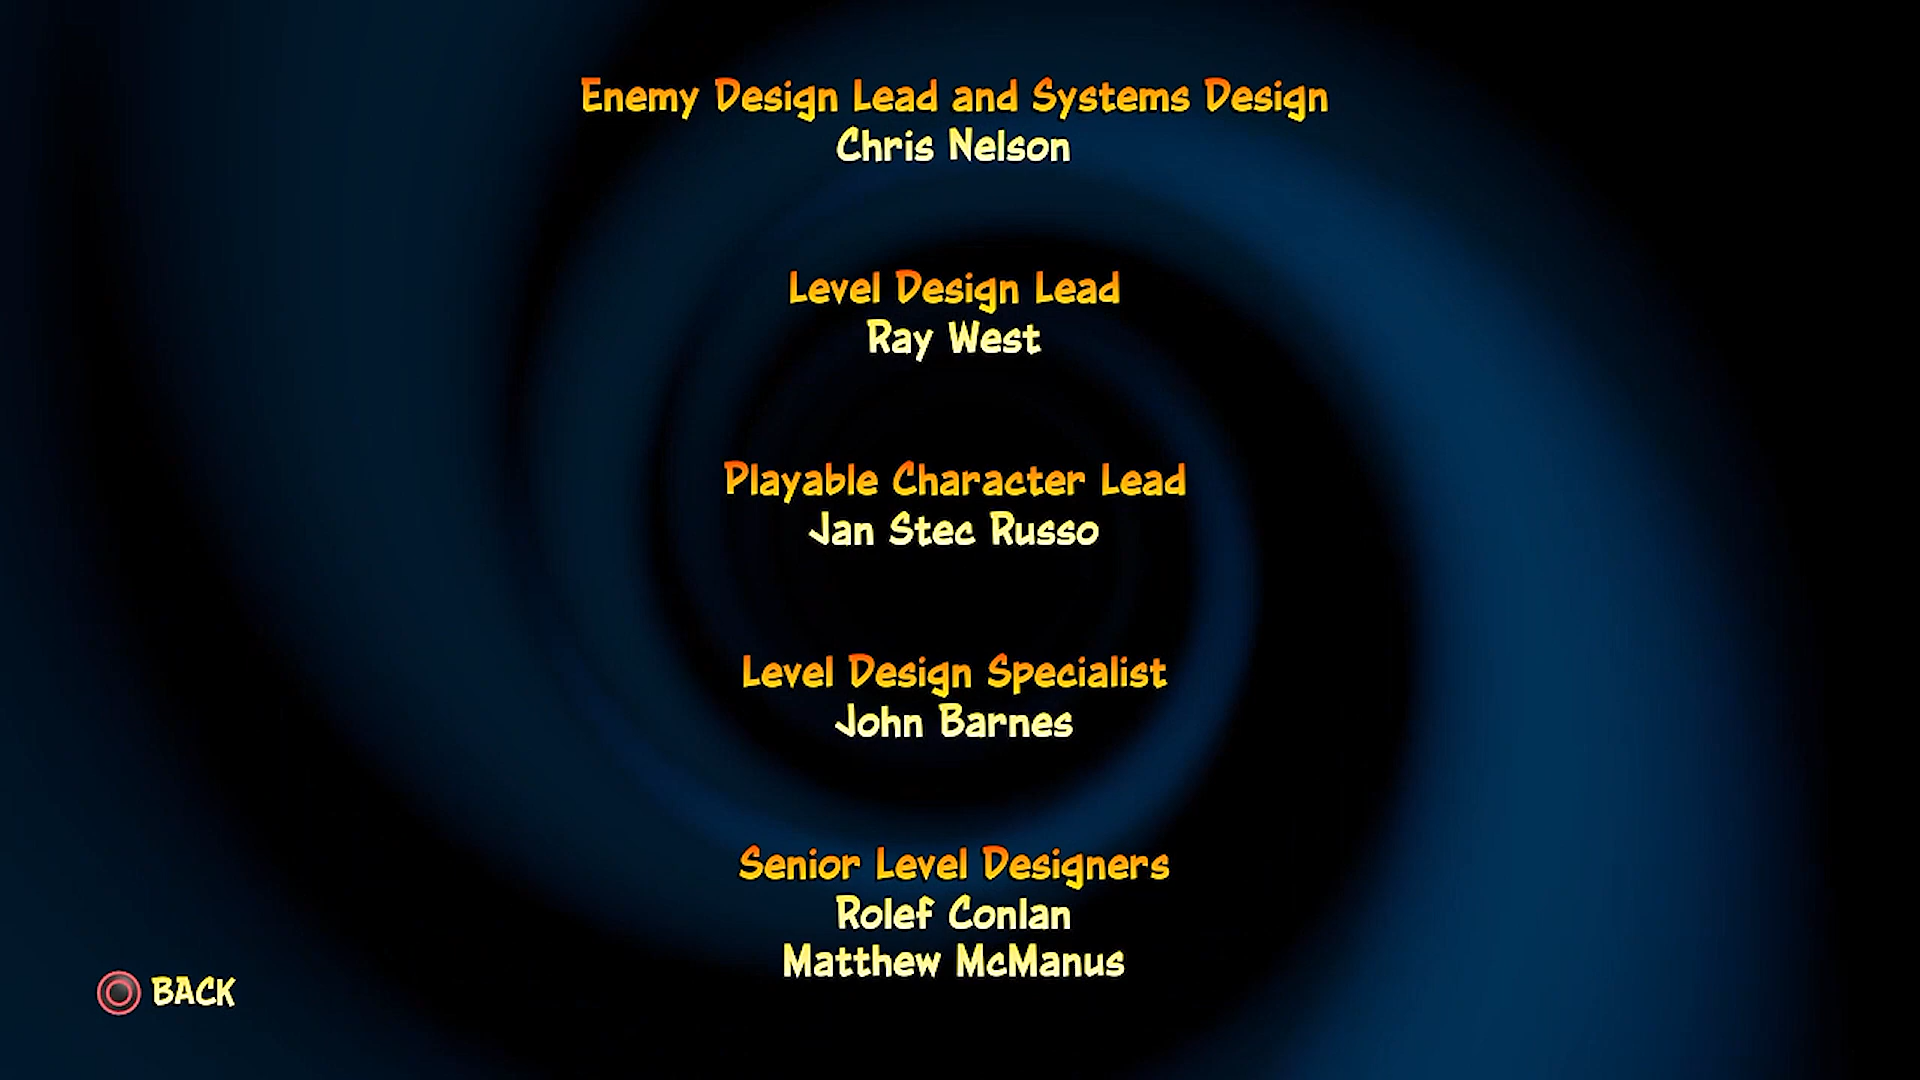 Enemy Design Lead and Systems Design
Chris Nelson
Level Design Lead
Ray West
Playable Character Lead
Jan Stec Russo
Level Design Specialist
John Barnes
Senior Level Designers
Rolef Conlan
Matthew McManus
BACK